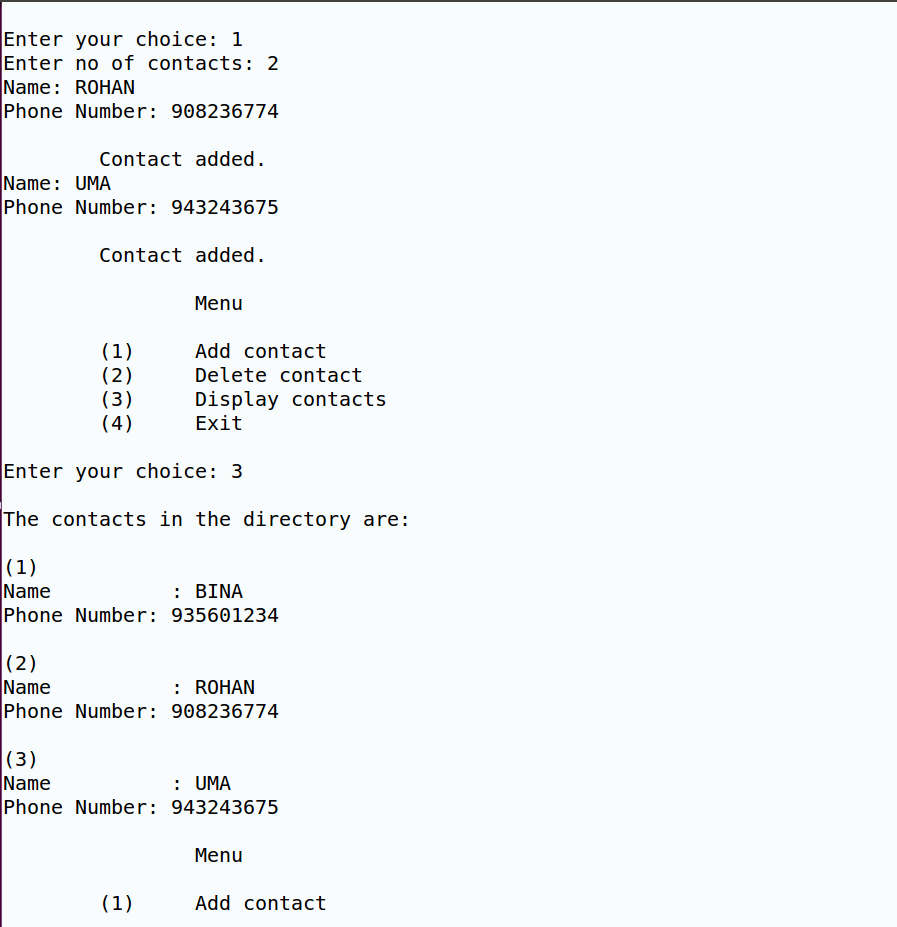 Enter your choice: 1
Enter no of contacts: 2
Name: ROHAN
Phone Number: 908236774
Contact added.
Name: UMA
Phone Number: 943243675
Contact added.
Menu
(1) Add contact
(2) Delete contact
(3) Display contacts
(4) Exit
Enter your choice: 3
The contacts in the directory are:
(1)
Name : BINA
Phone Number: 935601234
(2)
Name : ROHAN
Phone Number: 908236774
(3)
Name : UMA
Phone Number: 943243675
Menu
(1) Add contact